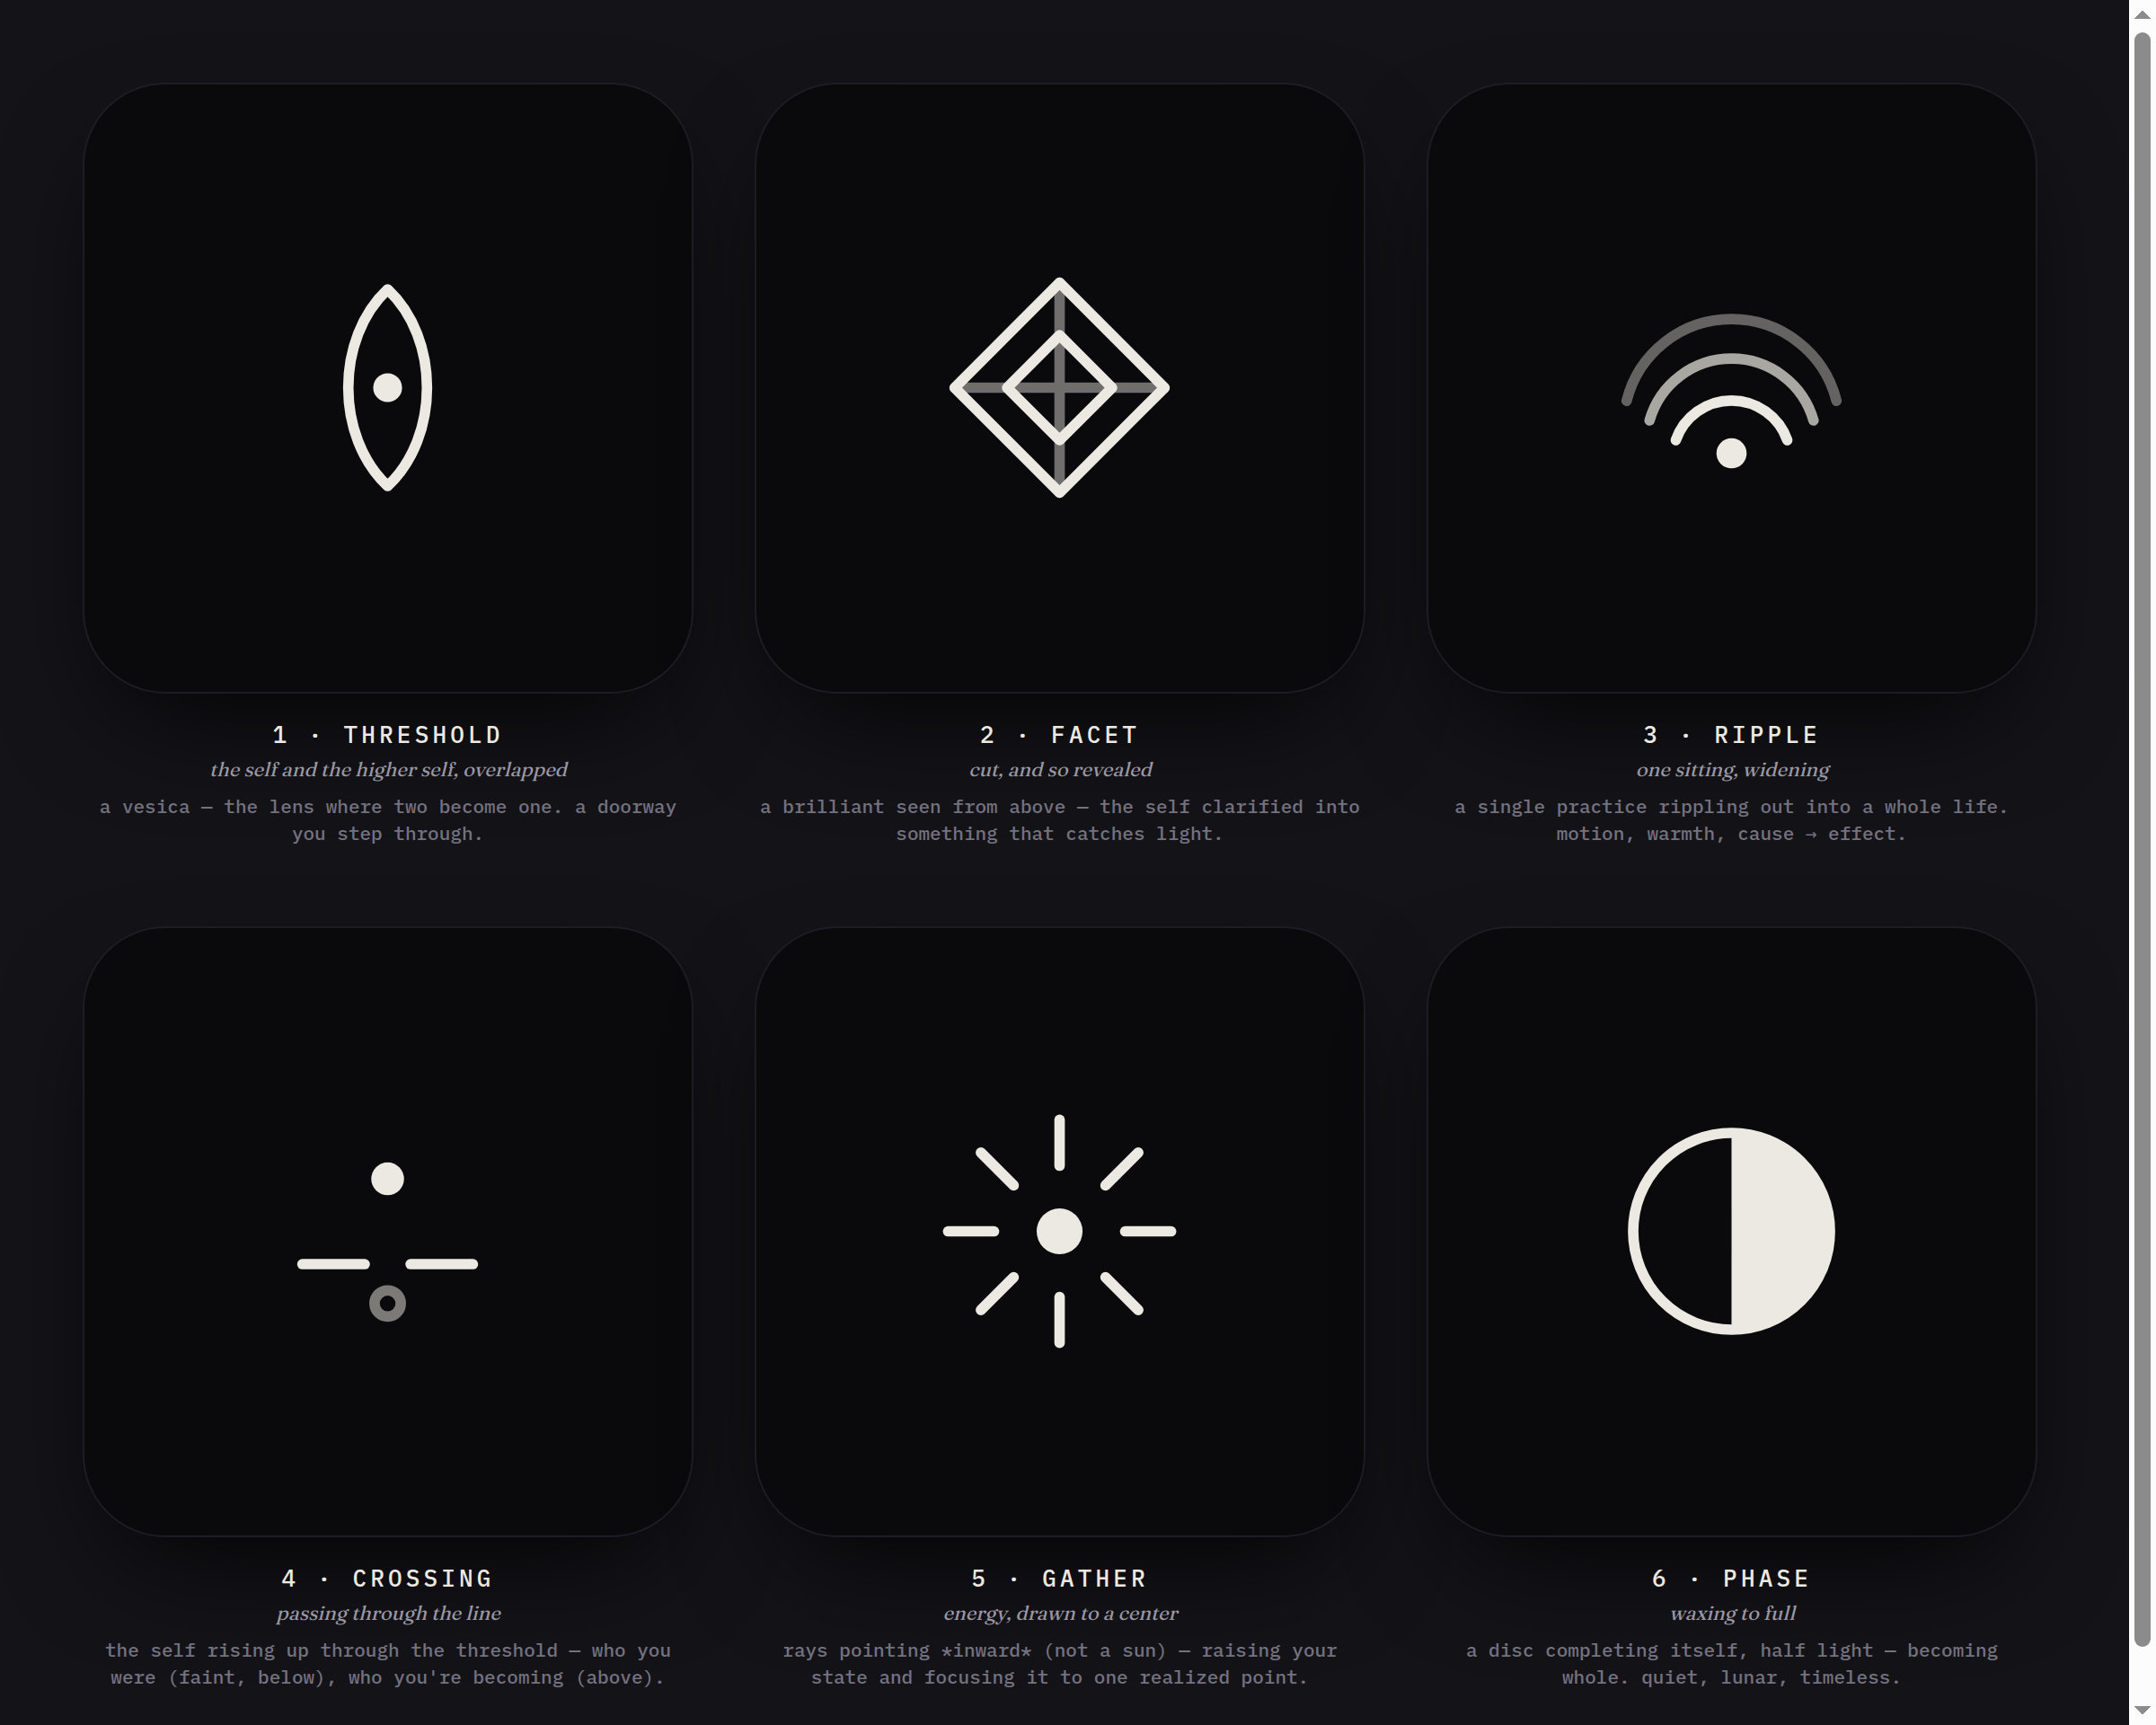 1 · THRESHOLD
the self and the higher self, overlapped
a vesica — the lens where two become one. a doorway
you step through.
2 · FACET
cut, and so revealed
a brilliant seen from above — the self clarified into
something that catches light.
3 · RIPPLE
one sitting, widening
a single practice rippling out into a whole life.
motion, warmth, cause → effect.
4 · CROSSING
passing through the line
the self rising up through the threshold — who you
were (faint, below), who you're becoming (above).
5 · GATHER
energy, drawn to a center
rays pointing *inward* (not a sun) — raising your
state and focusing it to one realized point.
6 · PHASE
waxing to full
a disc completing itself, half light — becoming
whole. quiet, lunar, timeless.